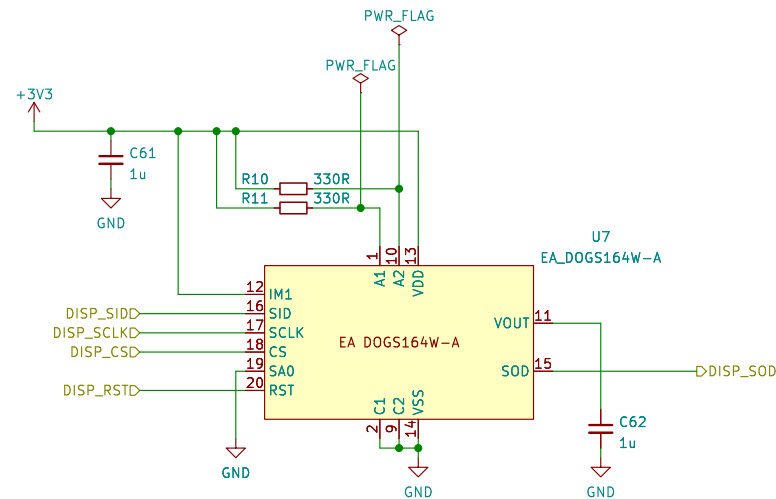 PWR_FLAG
PWR_FLAG
+3V3
C61
1u
GND
R10 330R
R11 330R
U7
EA_DOGS164W-A
1 10 13
A1 A2 VDD
12 IM1
DISP_SID 16 SID
DISP_SCLK 17 SCLK
DISP_CS 18 CS
19 SA0
DISP_RST 20 RST
EA DOGS164W-A
VOUT 11
SOD 15 DISP_SOD
C1 C2 VSS
2 9 14
C62
1u
GND
GND
GND